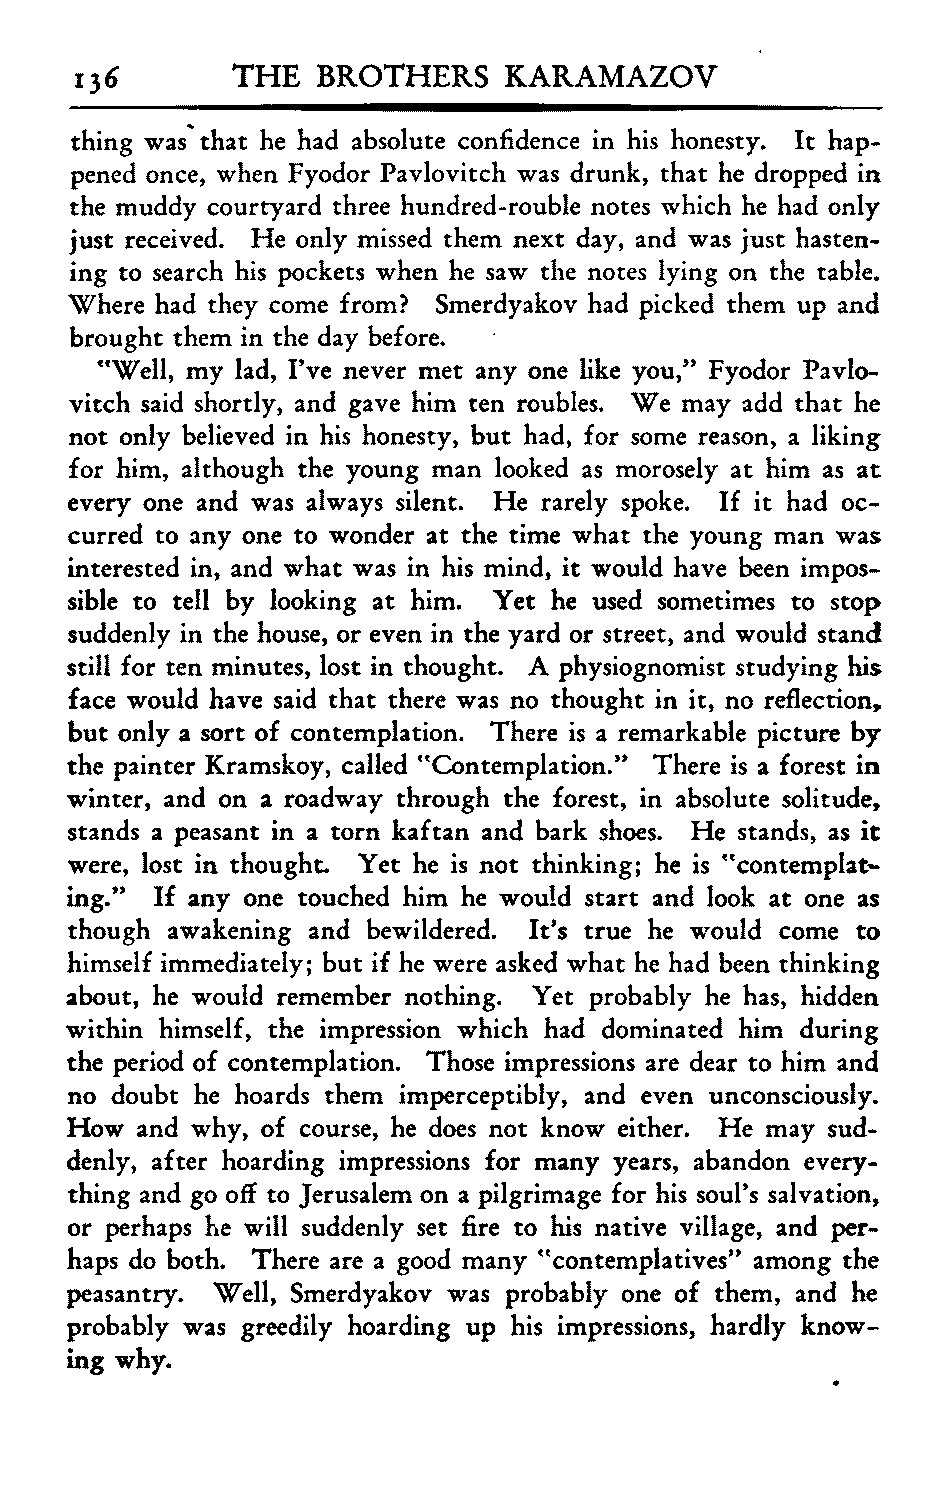 136 THE BROTHERS KARAMAZOV
thing was that he had absolute confidence in his honesty. It hap-
pened once, when Fyodor Pavlovitch was drunk, that he dropped in
the muddy courtyard three hundred-rouble notes which he had only
just received. He only missed them next day, and was just hasten-
ing to search his pockets when he saw the notes lying on the table.
Where had they come from? Smerdyakov had picked them up and
brought them in the day before.
"Well, my lad, I've never met any one like you," Fyodor Pavlo-
vitch said shortly, and gave him ten roubles. We may add that he
not only believed in his honesty, but had, for some reason, a liking
for him, although the young man looked as morosely at him as at
every one and was always silent. He rarely spoke. If it had oc-
curred to any one to wonder at the time what the young man was
interested in, and what was in his mind, it would have been impos-
sible to tell by looking at him. Yet he used sometimes to stop
suddenly in the house, or even in the yard or street, and would stand
still for ten minutes, lost in thought. A physiognomist studying his
face would have said that there was no thought in it, no reflection,
but only a sort of contemplation. There is a remarkable picture by
the painter Kramskoy, called "Contemplation." There is a forest in
winter, and on a roadway through the forest, in absolute solitude,
stands a peasant in a torn kaftan and bark shoes. He stands, as it
were, lost in thought. Yet he is not thinking; he is "contemplat-
ing." If any one touched him he would start and look at one as
though awakening and bewildered. It's true he would come to
himself immediately; but if he were asked what he had been thinking
about, he would remember nothing. Yet probably he has, hidden
within himself, the impression which had dominated him during
the period of contemplation. Those impressions are dear to him and
no doubt he hoards them imperceptibly, and even unconsciously.
How and why, of course, he does not know either. He may sud-
denly, after hoarding impressions for many years, abandon every-
thing and go off to Jerusalem on a pilgrimage for his soul's salvation,
or perhaps he will suddenly set fire to his native village, and per-
haps do both. There are a good many "contemplatives" among the
peasantry. Well, Smerdyakov was probably one of them, and he
probably was greedily hoarding up his impressions, hardly know-
ing why.